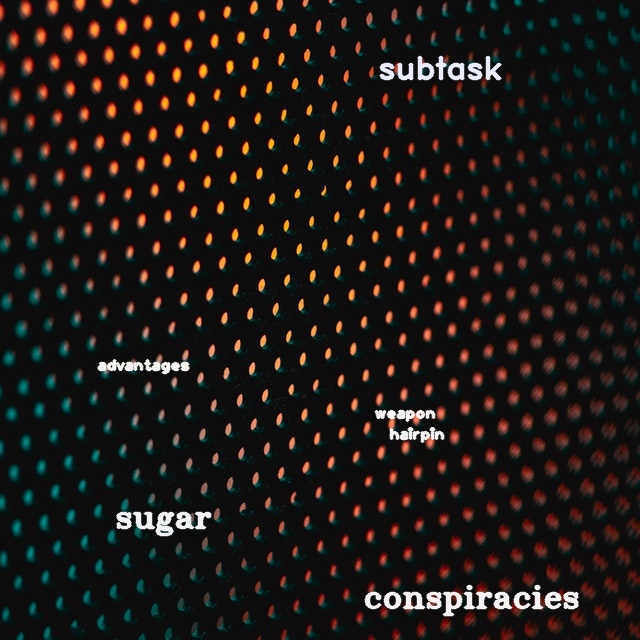 subtask
advantages
weapon
hairpin
sugar
conspiracies